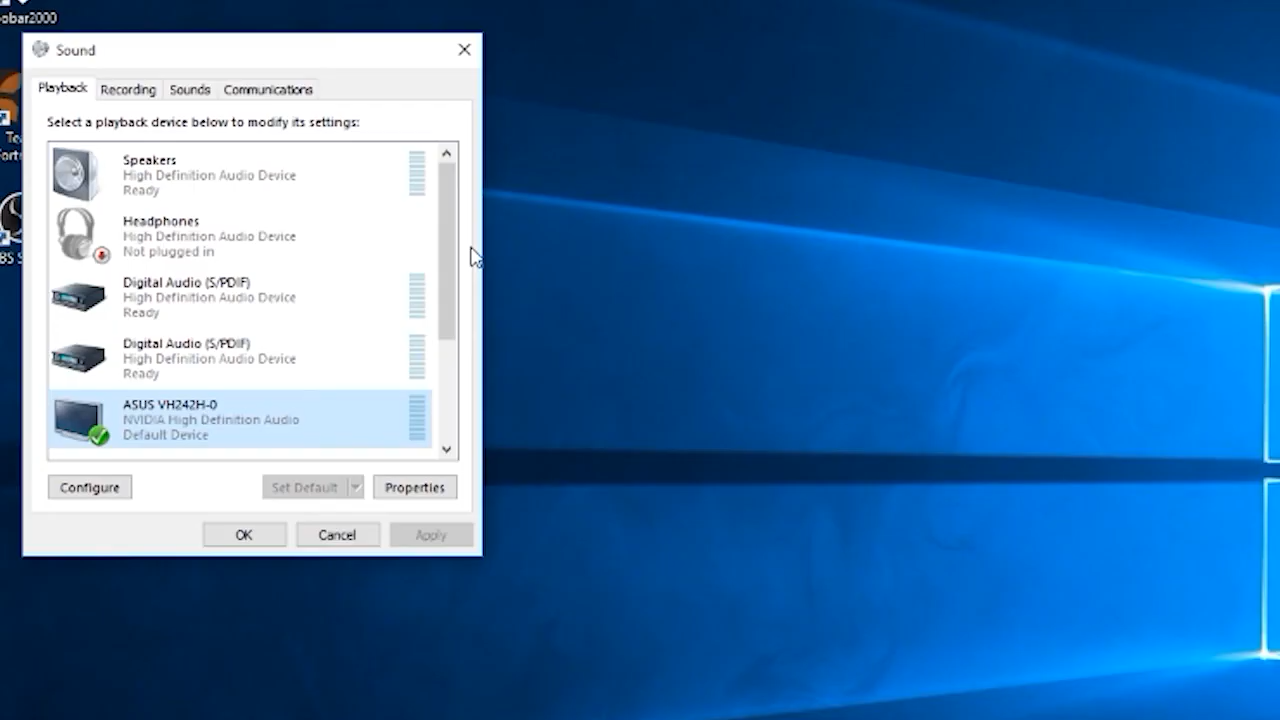 obar2000
Sound
Playback
Recording
Sounds
Communications
Select a playback device below to modify its settings:
Speakers
High Definition Audio Device
Ready
Headphones
High Definition Audio Device
Not plugged in
Digital Audio (S/PDIF)
High Definition Audio Device
Ready
Digital Audio (S/PDIF)
High Definition Audio Device
Ready
ASUS VH242H-0
NVIDIA High Definition Audio
Default Device
Te
Fort
BS S
Configure
Set Default
Properties
OK
Cancel
Apply